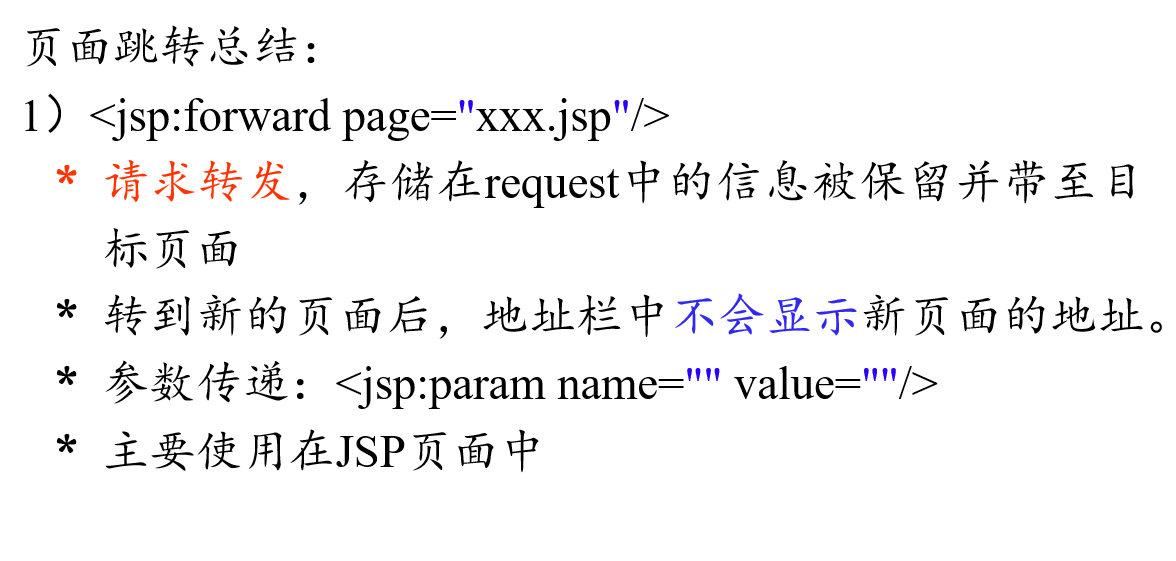 页面跳转总结：
1）<jsp:forward page="xxx.jsp"/>
* 请求转发，存储在request中的信息被保留并带至目
标页面
* 转到新的页面后，地址栏中不会显示新页面的地址。
* 参数传递：<jsp:param name="" value=""/>
* 主要使用在JSP页面中